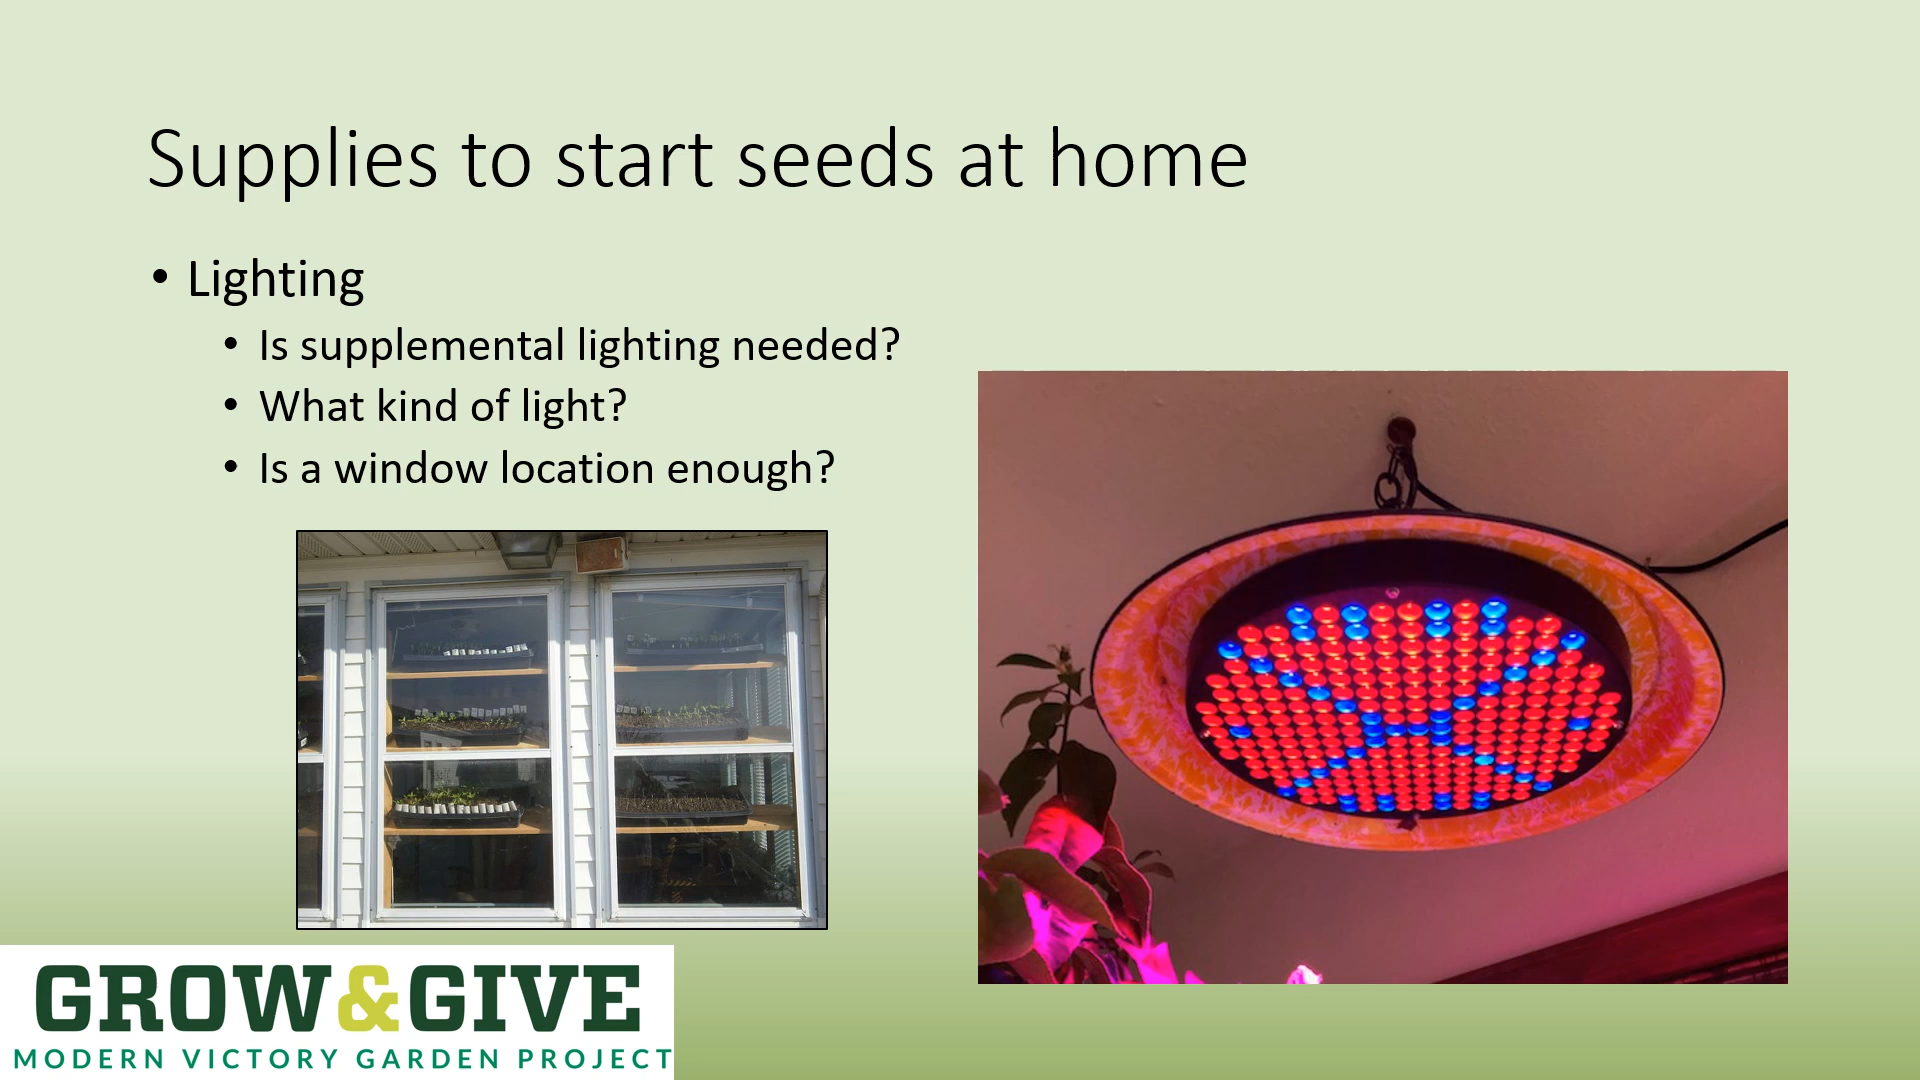 Supplies to start seeds at home
• Lighting
• Is supplemental lighting needed?
• What kind of light?
• Is a window location enough?
GROW&GIVE
MODERN VICTORY GARDEN PROJECT